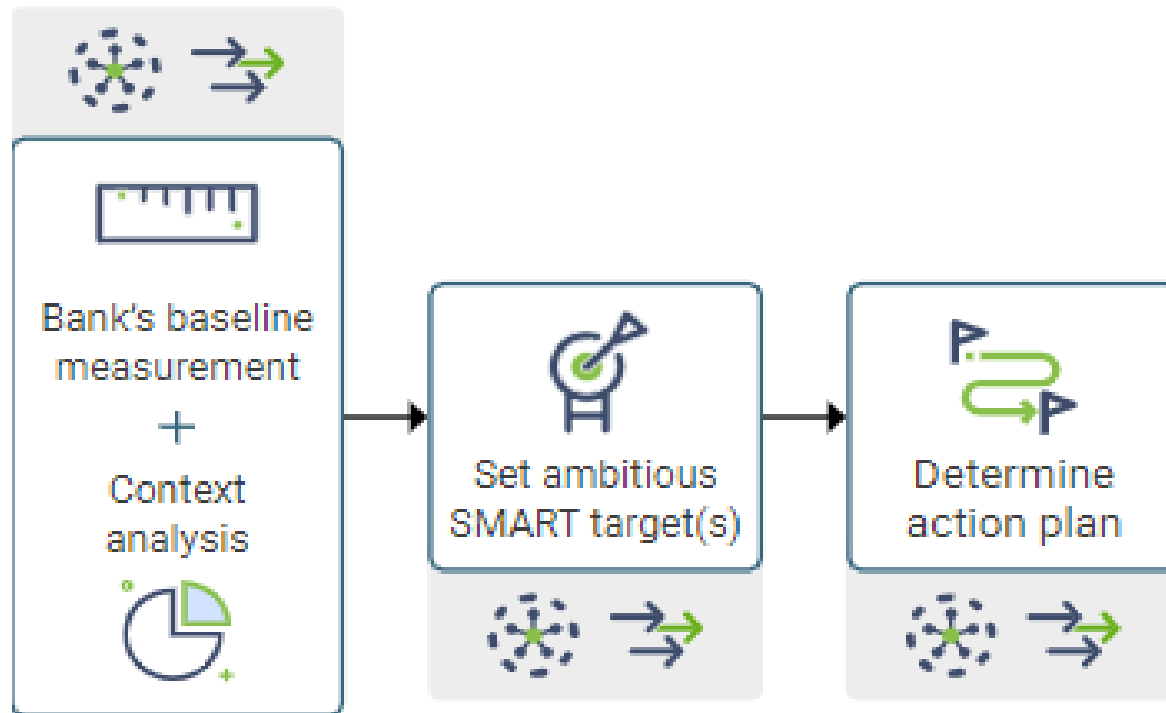 Bank's baseline
measurement
+
Context
analysis
Set ambitious
SMART target(s)
Determine
action plan